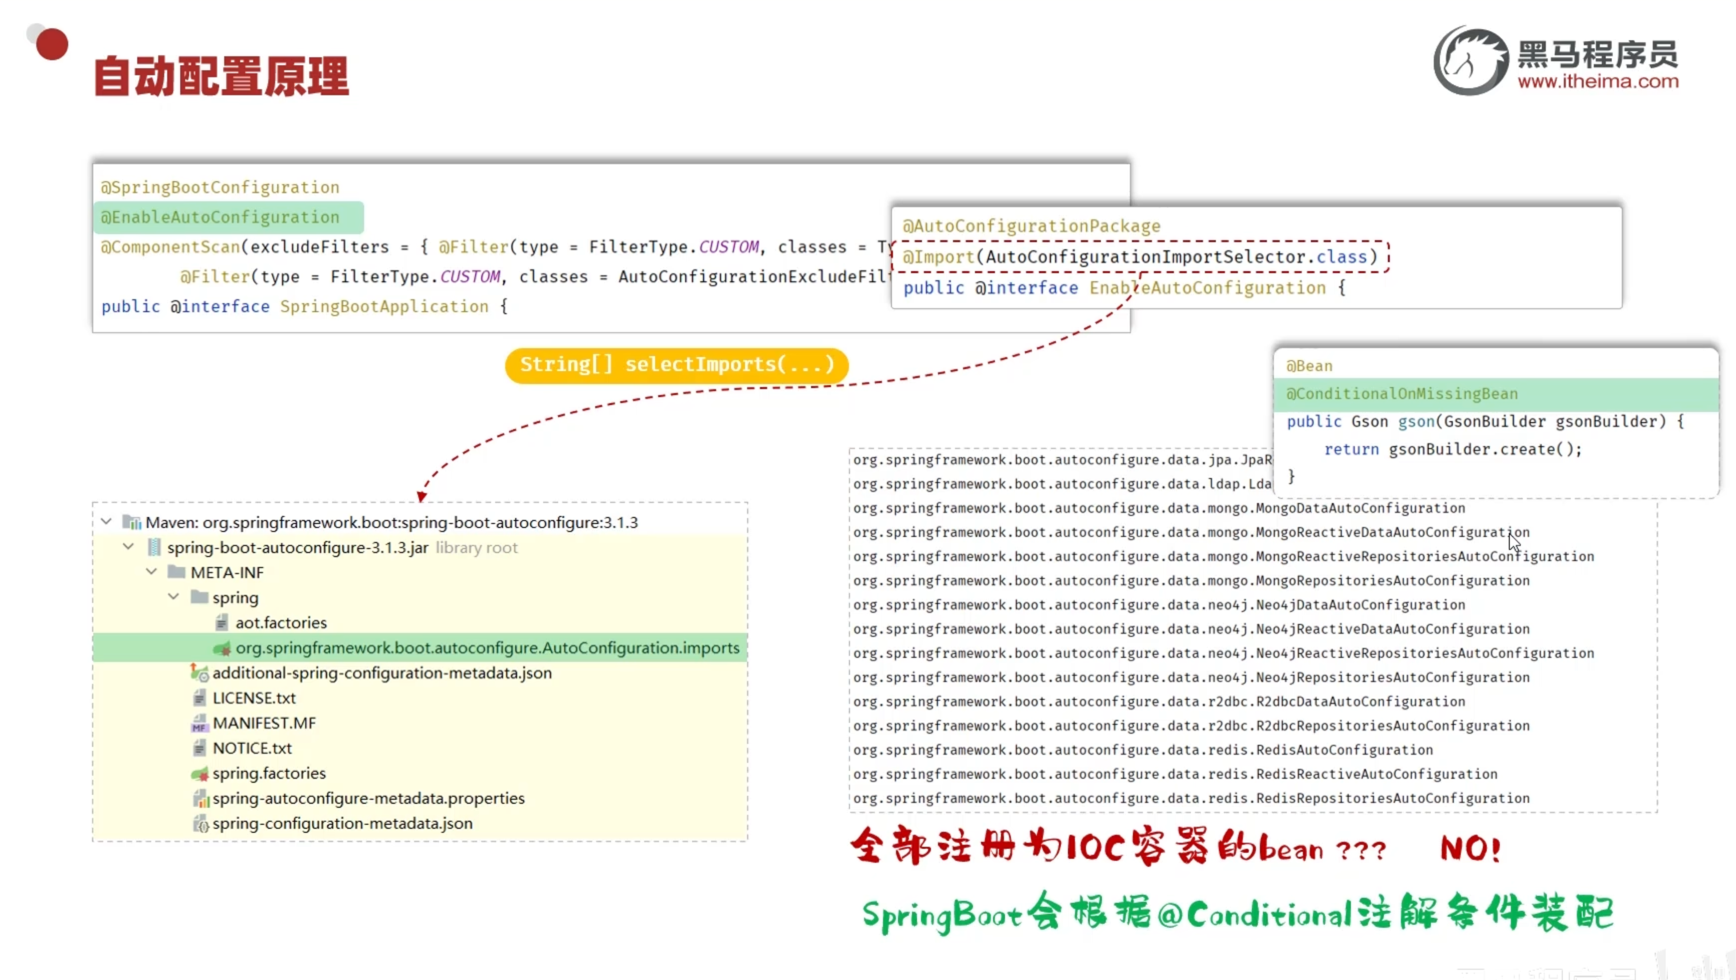 自动配置原理
黑马程序员
www.itheima.com
@SpringBootConfiguration
@EnableAutoConfiguration
@ComponentScan(excludeFilters = { @Filter(type = FilterType.CUSTOM, classes = Ty
@Filter(type = FilterType.CUSTOM, classes = AutoConfigurationExcludeFil
public @interface SpringBootApplication {
@AutoConfigurationPackage
@Import(AutoConfigurationImportSelector.class)
public @interface EnableAutoConfiguration {
String[] selectImports(...)
@Bean
@ConditionalOnMissingBean
public Gson gson(GsonBuilder gsonBuilder) {
return gsonBuilder.create();
}
Maven: org.springframework.boot:spring-boot-autoconfigure:3.1.3
spring-boot-autoconfigure-3.1.3.jar library root
META-INF
spring
aot.factories
org.springframework.boot.autoconfigure.AutoConfiguration.imports
additional-spring-configuration-metadata.json
LICENSE.txt
MANIFEST.MF
NOTICE.txt
spring.factories
spring-autoconfigure-metadata.properties
spring-configuration-metadata.json
org.springframework.boot.autoconfigure.data.jpa.JpaR
org.springframework.boot.autoconfigure.data.ldap.Lda
org.springframework.boot.autoconfigure.data.mongo.MongoDataAutoConfiguration
org.springframework.boot.autoconfigure.data.mongo.MongoReactiveDataAutoConfiguration
org.springframework.boot.autoconfigure.data.mongo.MongoReactiveRepositoriesAutoConfiguration
org.springframework.boot.autoconfigure.data.mongo.MongoRepositoriesAutoConfiguration
org.springframework.boot.autoconfigure.data.neo4j.Neo4jDataAutoConfiguration
org.springframework.boot.autoconfigure.data.neo4j.Neo4jReactiveDataAutoConfiguration
org.springframework.boot.autoconfigure.data.neo4j.Neo4jReactiveRepositoriesAutoConfiguration
org.springframework.boot.autoconfigure.data.neo4j.Neo4jRepositoriesAutoConfiguration
org.springframework.boot.autoconfigure.data.r2dbc.R2dbcDataAutoConfiguration
org.springframework.boot.autoconfigure.data.r2dbc.R2dbcRepositoriesAutoConfiguration
org.springframework.boot.autoconfigure.data.redis.RedisAutoConfiguration
org.springframework.boot.autoconfigure.data.redis.RedisReactiveAutoConfiguration
org.springframework.boot.autoconfigure.data.redis.RedisRepositoriesAutoConfiguration
全部注册为IOC容器的bean ??? NO!
SpringBoot会根据@Conditional注解条件装配